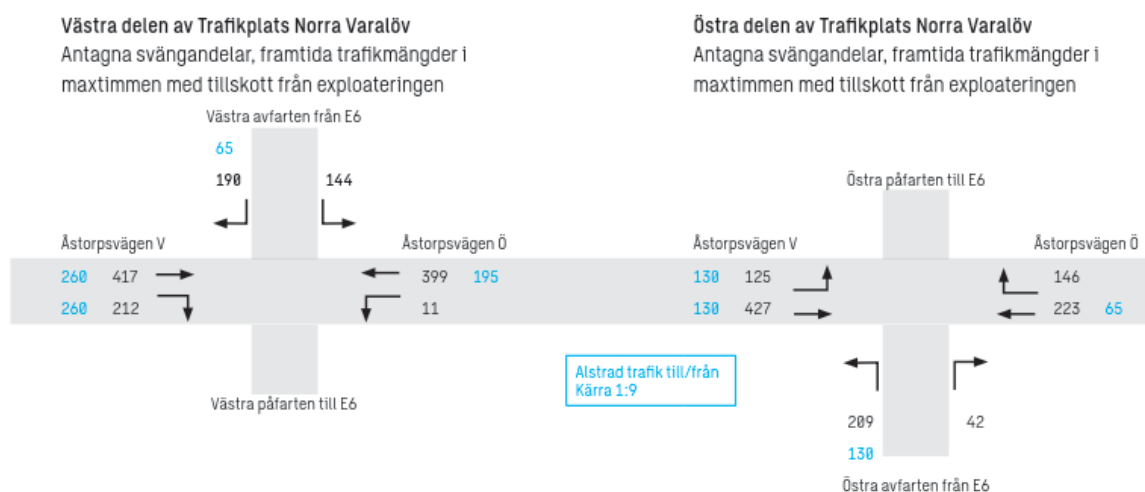 Västra delen av Trafikplats Norra Varalöv
Antagna svängandelar, framtida trafikmängder i
maxtimmen med tillskott från exploateringen
Västra avfarten från E6
65
190 144
Åstorpsvägen V Åstorpsvägen Ö
260 417 399 195
260 212 11
Västra påfarten till E6
Alstrad trafik till/från
Kärra 1:9
Östra delen av Trafikplats Norra Varalöv
Antagna svängandelar, framtida trafikmängder i
maxtimmen med tillskott från exploateringen
Östra påfarten till E6
Åstorpsvägen V Åstorpsvägen Ö
130 125 146
130 427 223 65
209 42
130
Östra avfarten från E6